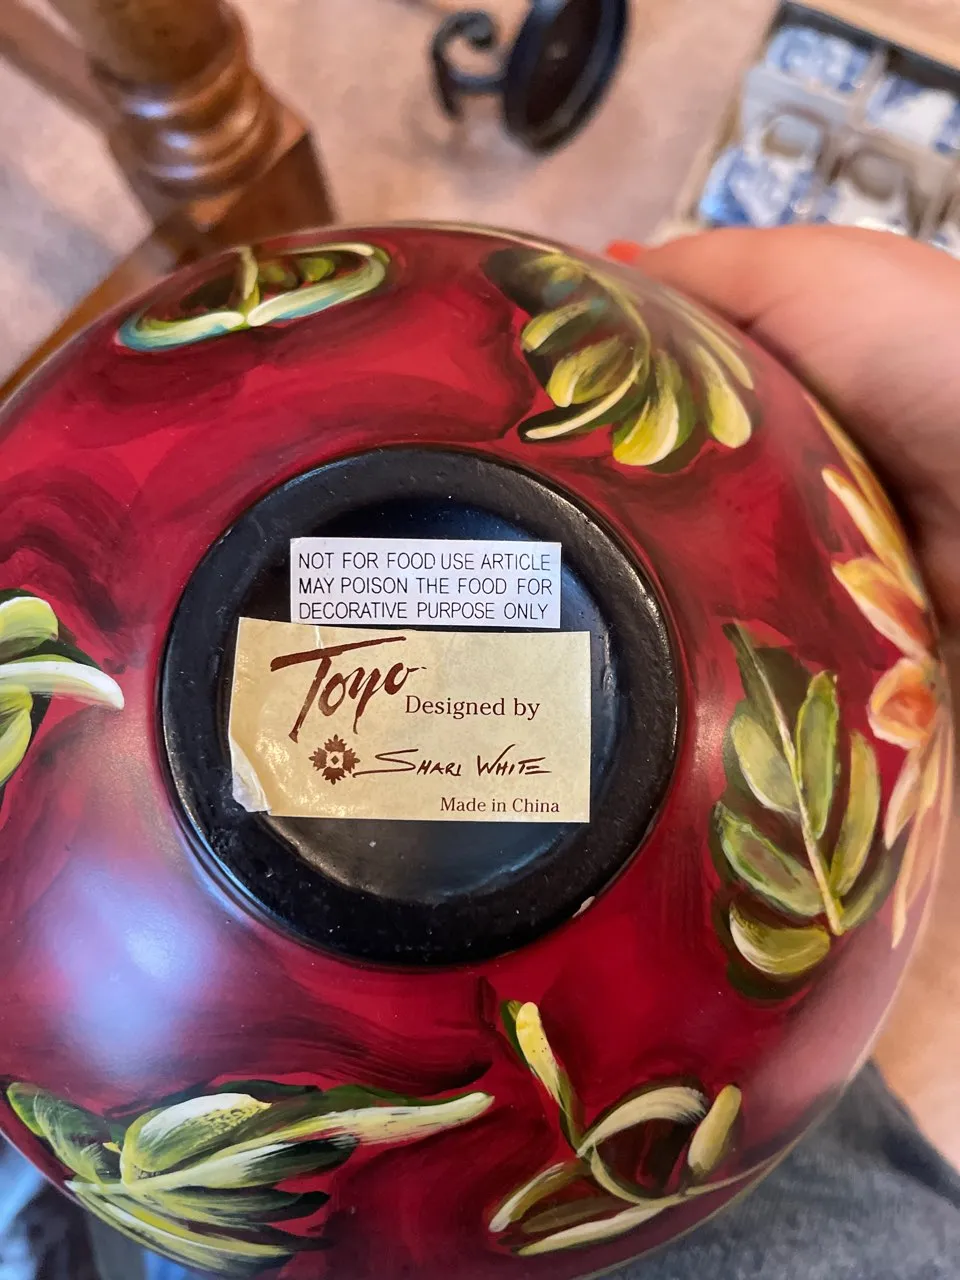 NOT FOR FOOD USE ARTICLE
MAY POISON THE FOOD FOR
DECORATIVE PURPOSE ONLY
Toyo
Designed by
SHARI WHITE
Made in China